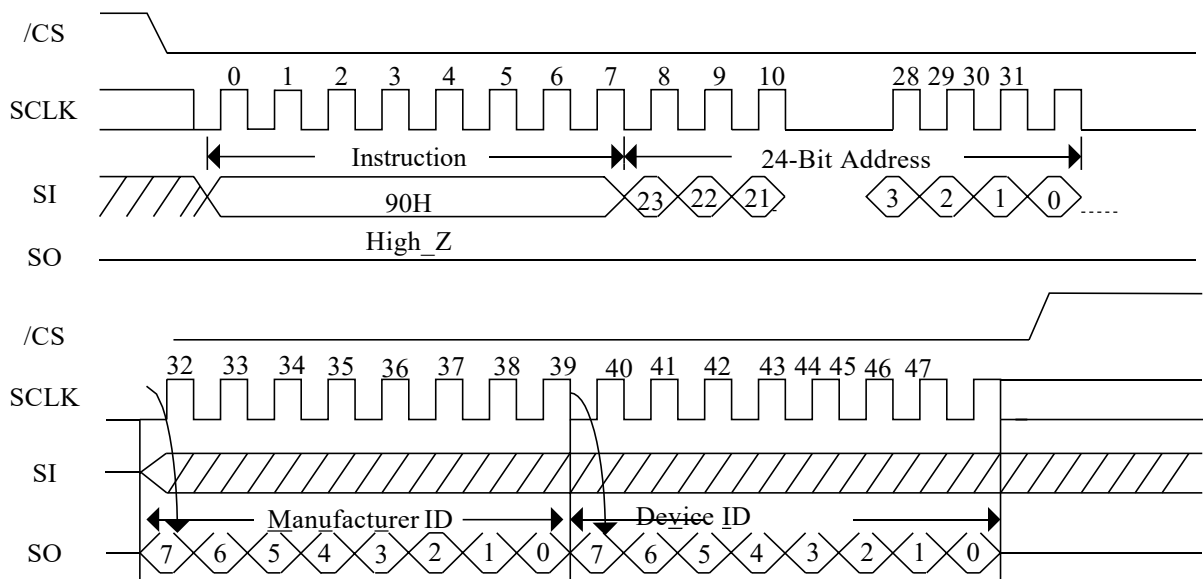 /CS
0 1 2 3 4 5 6 7 8 9 10 28 29 30 31
SCLK
Instruction 24-Bit Address
SI
90H 23 22 21 3 2 1 0
High_Z
SO
/CS
32 33 34 35 36 37 38 39 40 41 42 43 44 45 46 47
SCLK
SI
Manufacturer ID Device ID
SO 7 6 5 4 3 2 1 0 7 6 5 4 3 2 1 0